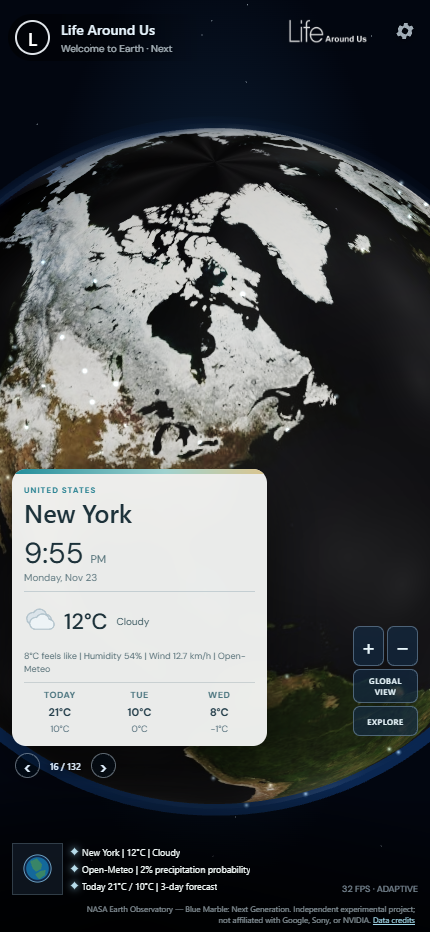 L
Life Around Us
Welcome to Earth · Next
Life Around Us
UNITED STATES
New York
9:55 PM
Monday, Nov 23
12°C Cloudy
8°C feels like | Humidity 54% | Wind 12.7 km/h | Open-
Meteo
TODAY TUE WED
21°C 10°C 8°C
10°C 0°C -1°C
+ −
GLOBAL
VIEW
EXPLORE
‹ 16 / 132 ›
✦ New York | 12°C | Cloudy
✦ Open-Meteo | 2% precipitation probability
✦ Today 21°C / 10°C | 3-day forecast
32 FPS · ADAPTIVE
NASA Earth Observatory — Blue Marble: Next Generation. Independent experimental project;
not affiliated with Google, Sony, or NVIDIA. Data credits